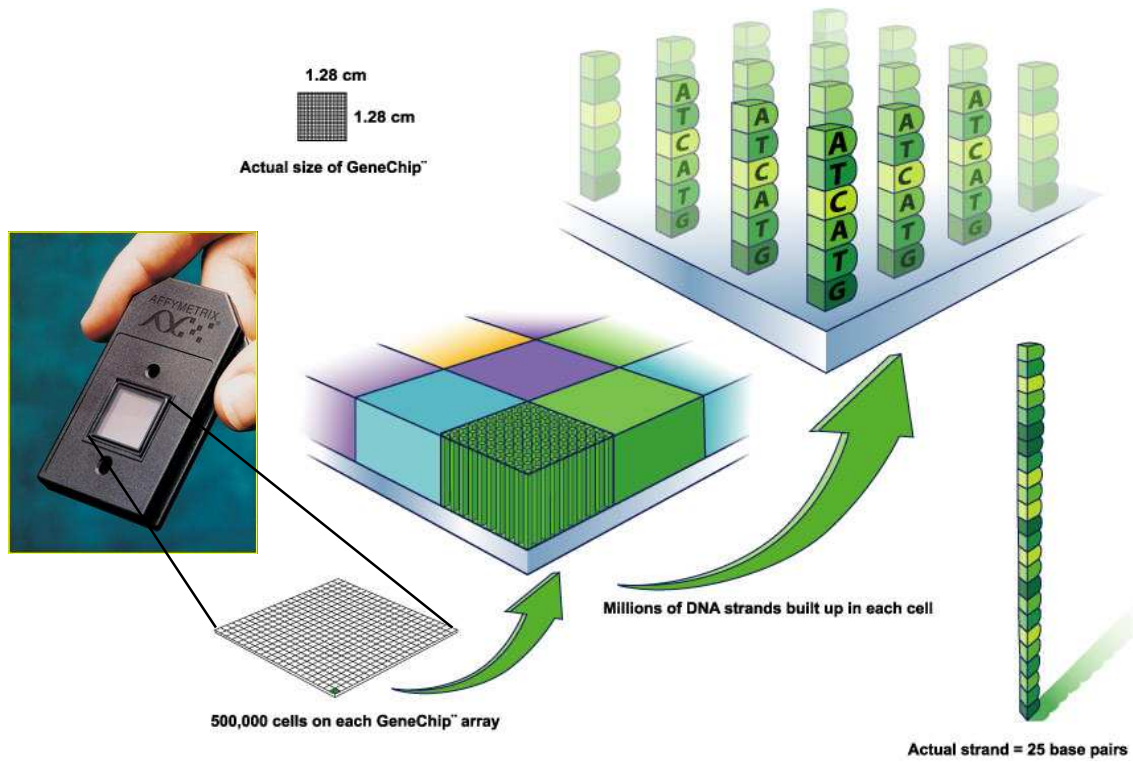 1.28 cm
1.28 cm
Actual size of GeneChip¨
A
T
C
A
T
G
A
T
C
A
T
G
A
T
C
A
T
G
A
T
C
A
T
G
A
T
C
A
T
G
AFFYMETRIX
Millions of DNA strands built up in each cell
500,000 cells on each GeneChip¨ array
Actual strand = 25 base pairs